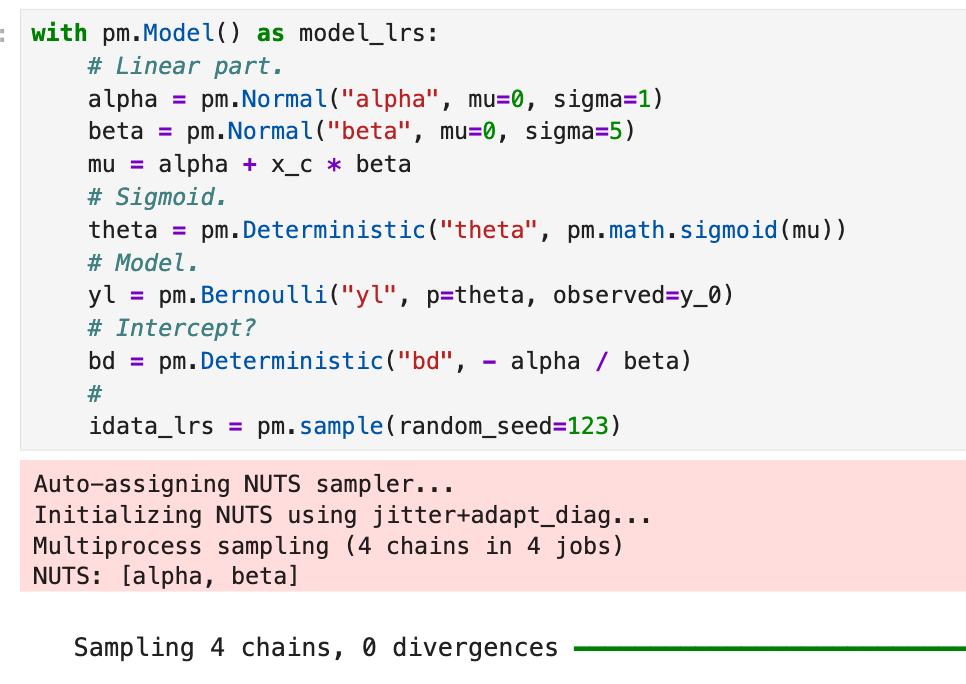 :
with pm.Model() as model_lrs:
    # Linear part.
    alpha = pm.Normal("alpha", mu=0, sigma=1)
    beta = pm.Normal("beta", mu=0, sigma=5)
    mu = alpha + x_c * beta
    # Sigmoid.
    theta = pm.Deterministic("theta", pm.math.sigmoid(mu))
    # Model.
    yl = pm.Bernoulli("yl", p=theta, observed=y_0)
    # Intercept?
    bd = pm.Deterministic("bd", - alpha / beta)
    #
    idata_lrs = pm.sample(random_seed=123)
Auto-assigning NUTS sampler...
Initializing NUTS using jitter+adapt_diag...
Multiprocess sampling (4 chains in 4 jobs)
NUTS: [alpha, beta]
Sampling 4 chains, 0 divergences